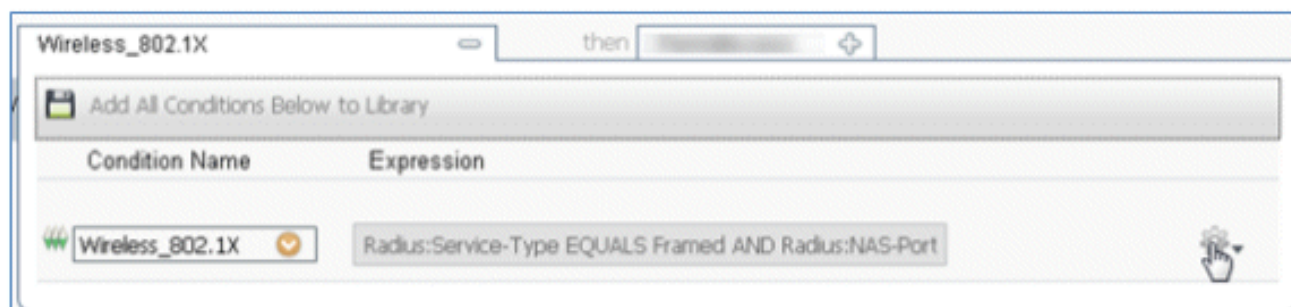 Wireless_802.1X then
Add All Conditions Below to Library
Condition Name Expression
Wireless_802.1X Radius:Service-Type EQUALS Framed AND Radius:NAS-Port